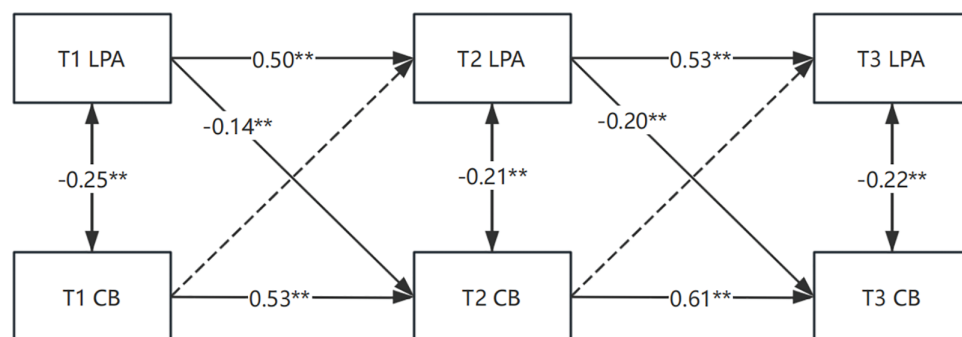 T1 LPA
0.50**
T2 LPA
0.53**
T3 LPA
-0.14**
-0.20**
-0.25**
-0.21**
-0.22**
T1 CB
0.53**
T2 CB
0.61**
T3 CB